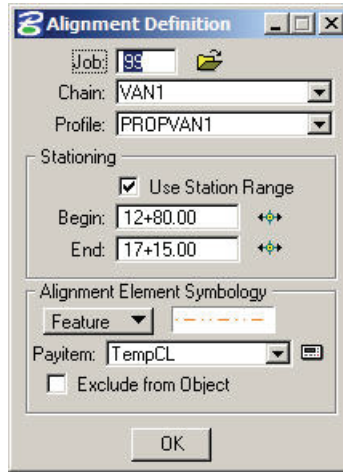 Alignment Definition
Job: 99
Chain: VAN1
Profile: PROPVAN1
Stationing
Use Station Range
Begin: 12+80.00
End: 17+15.00
Alignment Element Symbology
Feature
Payitem: TempCL
Exclude from Object
OK